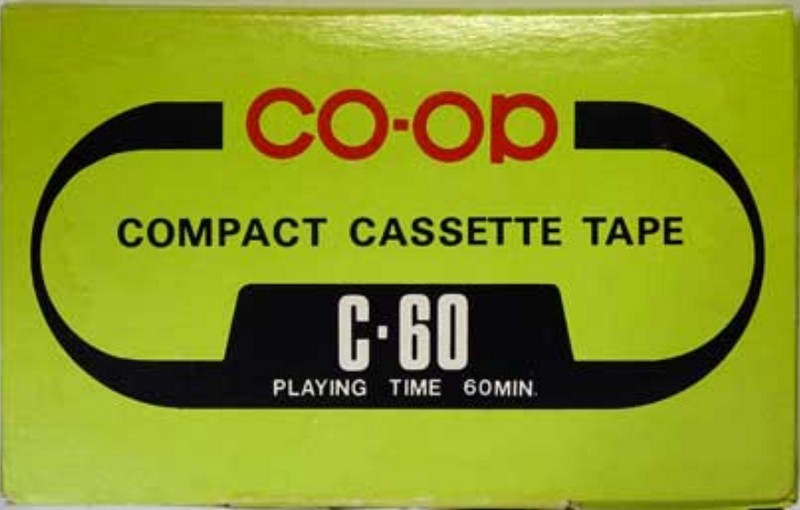 CO-OP
COMPACT CASSETTE TAPE
C·60
PLAYING TIME 60MIN.